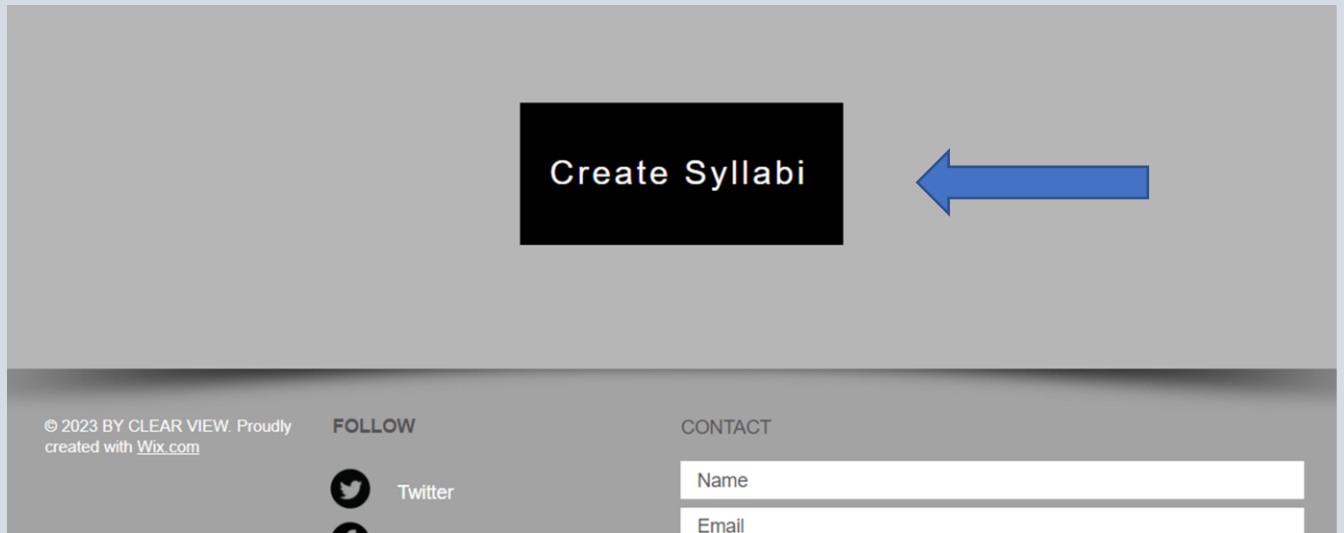 Create Syllabi
© 2023 BY CLEAR VIEW. Proudly
created with Wix.com
FOLLOW
Twitter
CONTACT
Name
Email